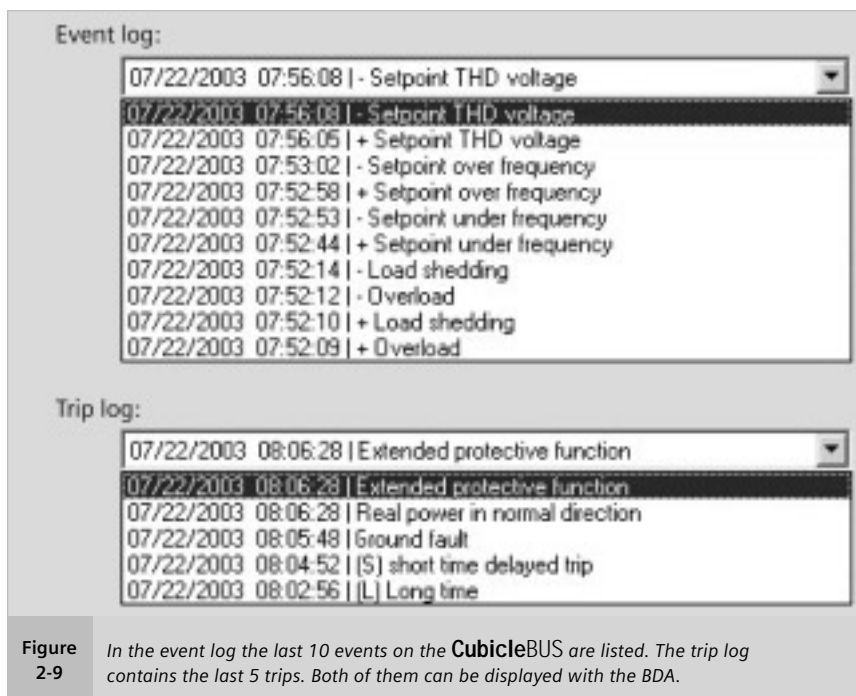 Event log:
07/22/2003 07:56:08 | - Setpoint THD voltage
07/22/2003 07:56:08 | - Setpoint THD voltage
07/22/2003 07:56:05 | + Setpoint THD voltage
07/22/2003 07:53:02 | - Setpoint over frequency
07/22/2003 07:52:58 | + Setpoint over frequency
07/22/2003 07:52:53 | - Setpoint under frequency
07/22/2003 07:52:44 | + Setpoint under frequency
07/22/2003 07:52:14 | - Load shedding
07/22/2003 07:52:12 | - Overload
07/22/2003 07:52:10 | + Load shedding
07/22/2003 07:52:09 | + Overload
Trip log:
07/22/2003 08:06:28 | Extended protective function
07/22/2003 08:06:28 | Extended protective function
07/22/2003 08:06:28 | Real power in normal direction
07/22/2003 08:05:48 | Ground fault
07/22/2003 08:04:52 | (S) short time delayed trip
07/22/2003 08:02:56 | (L) Long time
Figure
2-9
In the event log the last 10 events on the CubicleBUS are listed. The trip log
contains the last 5 trips. Both of them can be displayed with the BDA.